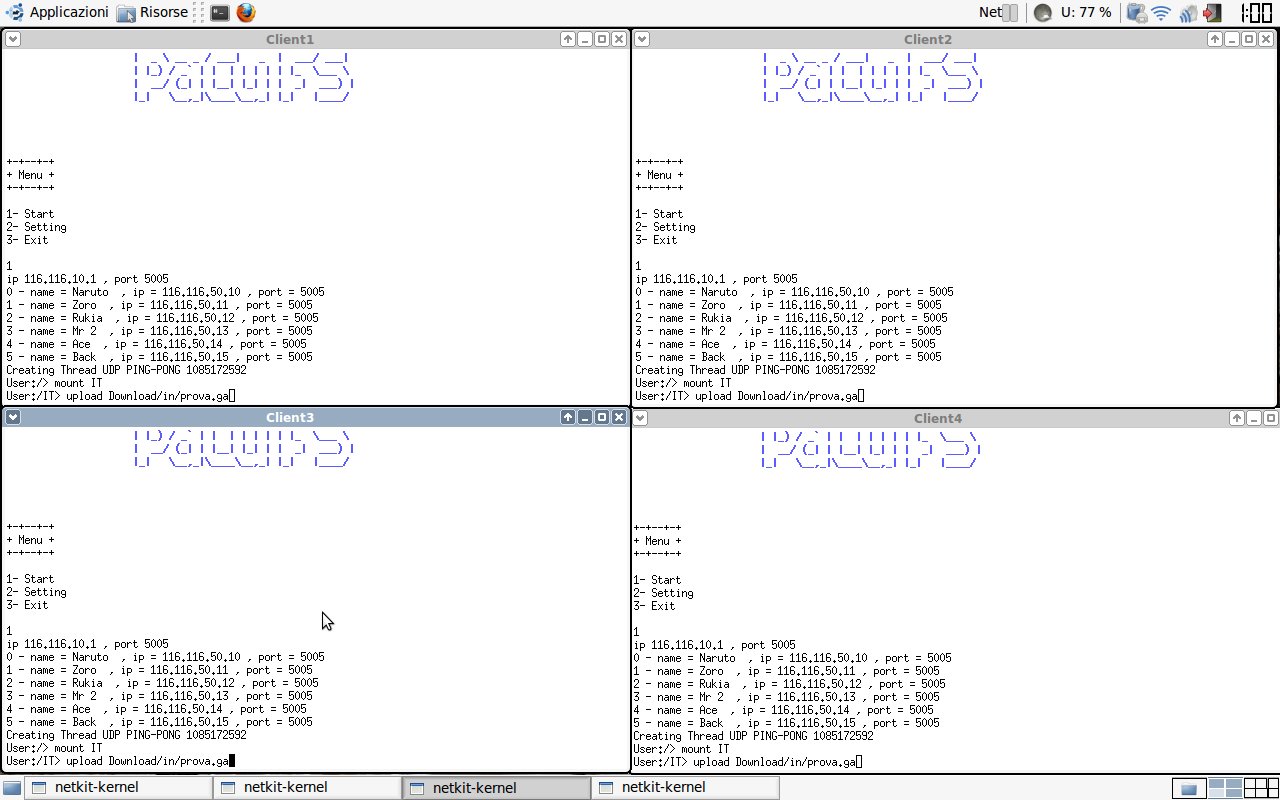 Applicazioni Risorse Net U: 77 % 1:00
Client1
PaCuFS
+-+--+-+
+ Menu +
+-+--+-+
1- Start
2- Setting
3- Exit
1
ip 116.116.10.1 , port 5005
0 - name = Naruto  , ip = 116.116.50.10 , port = 5005
1 - name = Zoro  , ip = 116.116.50.11 , port = 5005
2 - name = Rukia  , ip = 116.116.50.12 , port = 5005
3 - name = Mr 2  , ip = 116.116.50.13 , port = 5005
4 - name = Ace  , ip = 116.116.50.14 , port = 5005
5 - name = Back  , ip = 116.116.50.15 , port = 5005
Creating Thread UDP PING-PONG 1085172592
User:/> mount IT
User:/IT> upload Download/in/prova.ga
Client2
PaCuFS
+-+--+-+
+ Menu +
+-+--+-+
1- Start
2- Setting
3- Exit
1
ip 116.116.10.1 , port 5005
0 - name = Naruto  , ip = 116.116.50.10 , port = 5005
1 - name = Zoro  , ip = 116.116.50.11 , port = 5005
2 - name = Rukia  , ip = 116.116.50.12 , port = 5005
3 - name = Mr 2  , ip = 116.116.50.13 , port = 5005
4 - name = Ace  , ip = 116.116.50.14 , port = 5005
5 - name = Back  , ip = 116.116.50.15 , port = 5005
Creating Thread UDP PING-PONG 1085172592
User:/> mount IT
User:/IT> upload Download/in/prova.ga
Client3
PaCuFS
+-+--+-+
+ Menu +
+-+--+-+
1- Start
2- Setting
3- Exit
1
ip 116.116.10.1 , port 5005
0 - name = Naruto  , ip = 116.116.50.10 , port = 5005
1 - name = Zoro  , ip = 116.116.50.11 , port = 5005
2 - name = Rukia  , ip = 116.116.50.12 , port = 5005
3 - name = Mr 2  , ip = 116.116.50.13 , port = 5005
4 - name = Ace  , ip = 116.116.50.14 , port = 5005
5 - name = Back  , ip = 116.116.50.15 , port = 5005
Creating Thread UDP PING-PONG 1085172592
User:/> mount IT
User:/IT> upload Download/in/prova.ga
Client4
PaCuFS
+-+--+-+
+ Menu +
+-+--+-+
1- Start
2- Setting
3- Exit
1
ip 116.116.10.1 , port 5005
0 - name = Naruto  , ip = 116.116.50.10 , port = 5005
1 - name = Zoro  , ip = 116.116.50.11 , port = 5005
2 - name = Rukia  , ip = 116.116.50.12 , port = 5005
3 - name = Mr 2  , ip = 116.116.50.13 , port = 5005
4 - name = Ace  , ip = 116.116.50.14 , port = 5005
5 - name = Back  , ip = 116.116.50.15 , port = 5005
Creating Thread UDP PING-PONG 1085172592
User:/> mount IT
User:/IT> upload Download/in/prova.ga
netkit-kernel netkit-kernel netkit-kernel netkit-kernel